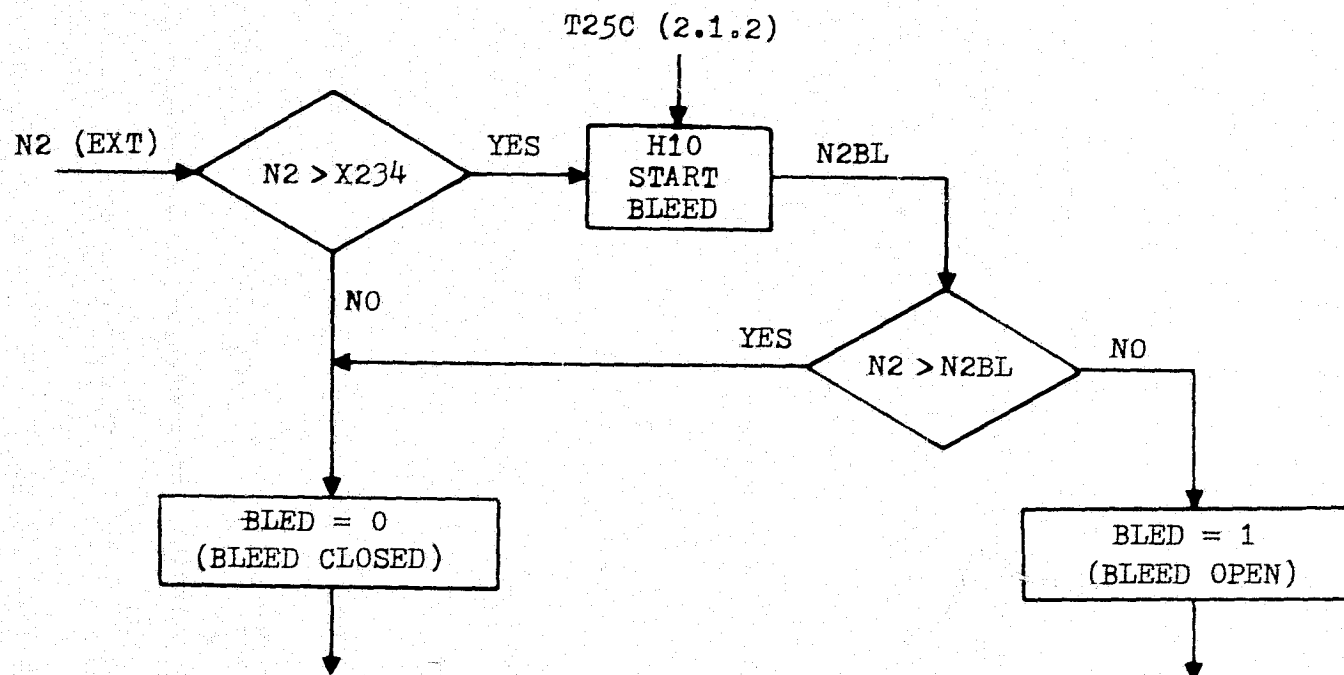 T25C (2.1.2)
N2 (EXT)
N2 > X234
YES
H10
START
BLEED
N2BL
NO
YES
N2 > N2BL
NO
BLED = 0
(BLEED CLOSED)
BLED = 1
(BLEED OPEN)